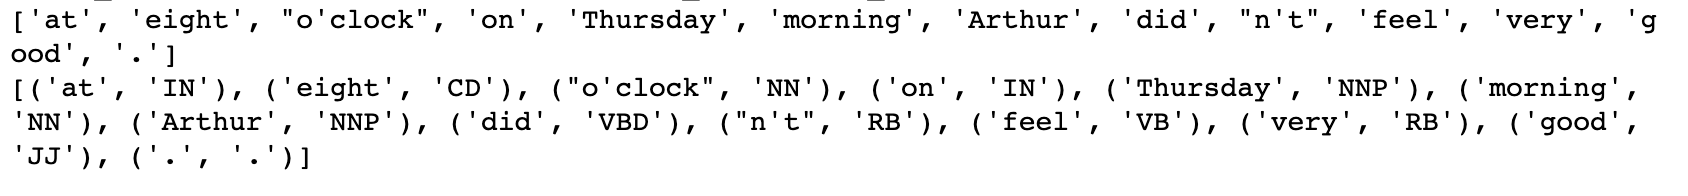 ['at', 'eight', "o'clock", 'on', 'Thursday', 'morning', 'Arthur', 'did', "n't", 'feel', 'very', 'g
ood', '.']
[('at', 'IN'), ('eight', 'CD'), ("o'clock", 'NN'), ('on', 'IN'), ('Thursday', 'NNP'), ('morning',
'NN'), ('Arthur', 'NNP'), ('did', 'VBD'), ("n't", 'RB'), ('feel', 'VB'), ('very', 'RB'), ('good',
'JJ'), ('.', '.')]